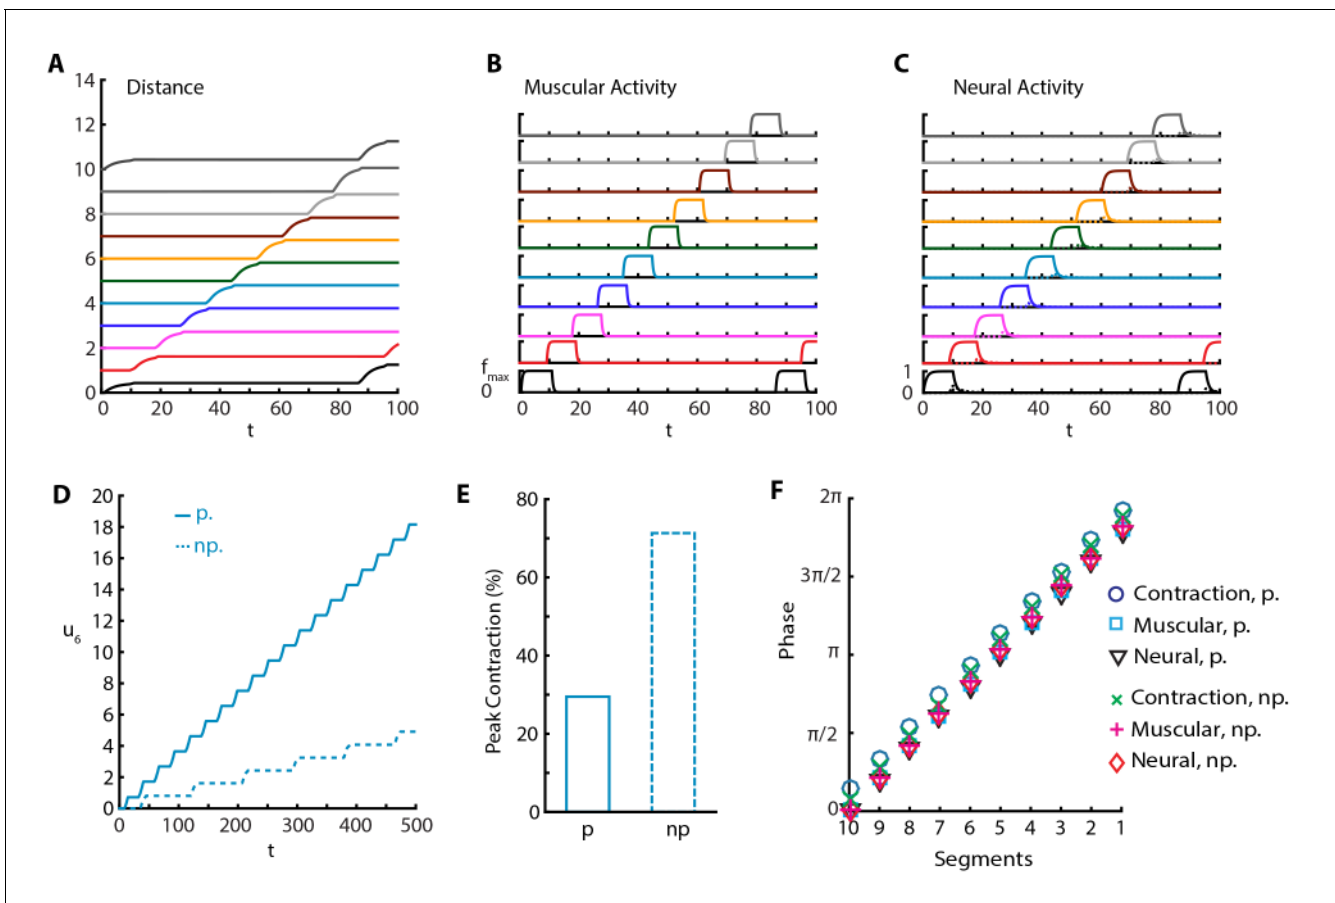 A
Distance
14
12
10
8
6
4
2
0
0 20 40 60 80 100
t
B
Muscular Activity
f max
0
0 20 40 60 80 100
t
C
Neural Activity
1
0
0 20 40 60 80 100
t
D
20
18
16
14
12
10
8
6
4
2
0
u6
p.
np.
0 100 200 300 400 500
t
E
80
60
40
20
0
Peak Contraction (%)
p np
F
2π
3π/2
π
π/2
0
Phase
10 9 8 7 6 5 4 3 2 1
Segments
Contraction, p.
Muscular, p.
Neural, p.
Contraction, np.
Muscular, np.
Neural, np.